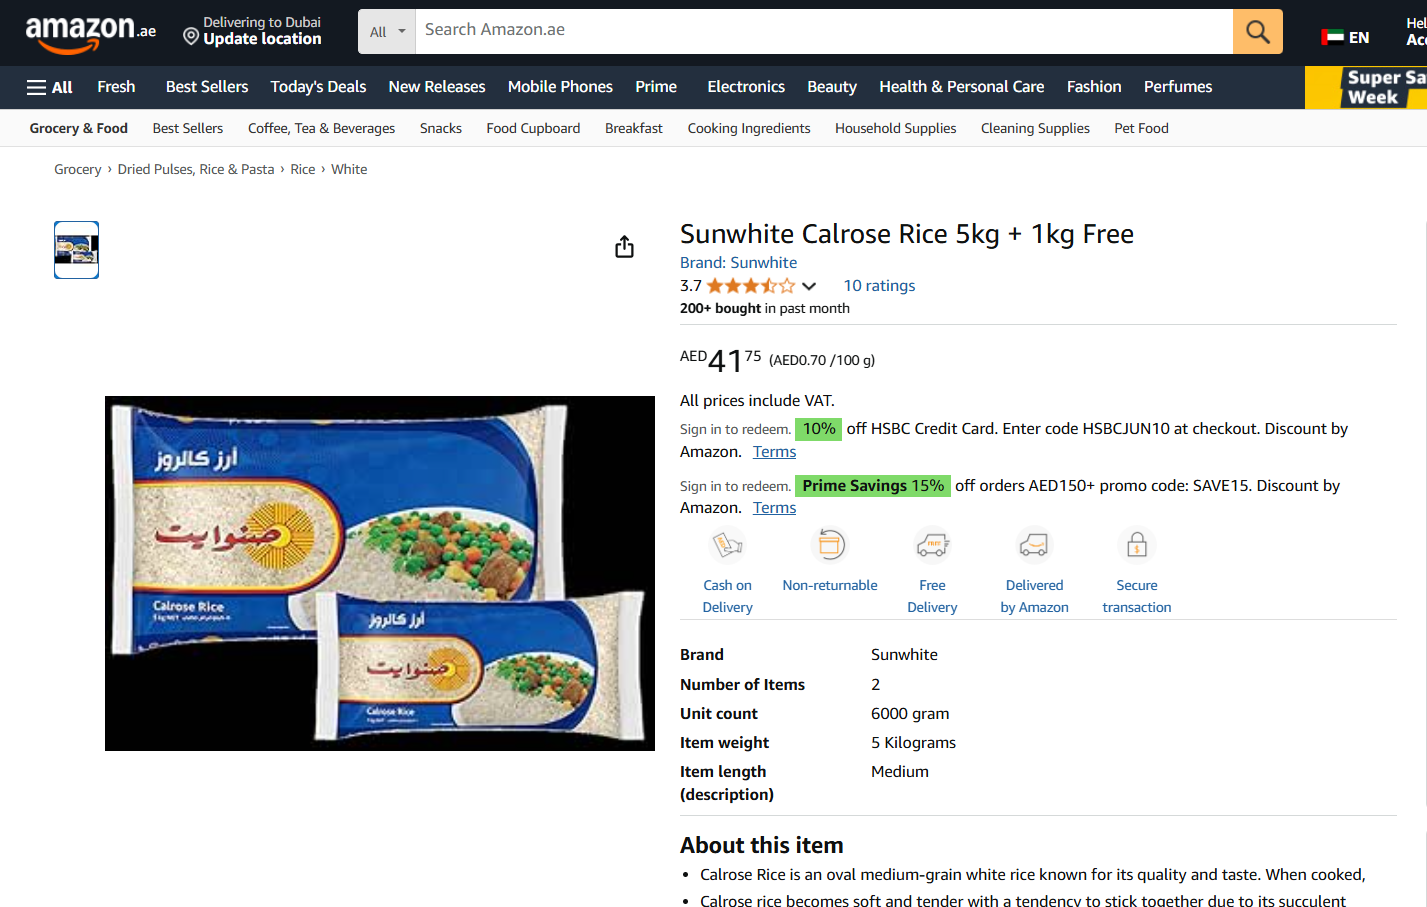 amazon.ae
Delivering to Dubai
Update location
All
Search Amazon.ae
EN
Hel
Acc
All
Fresh
Best Sellers
Today's Deals
New Releases
Mobile Phones
Prime
Electronics
Beauty
Health & Personal Care
Fashion
Perfumes
Super Sa
Week
Grocery & Food
Best Sellers
Coffee, Tea & Beverages
Snacks
Food Cupboard
Breakfast
Cooking Ingredients
Household Supplies
Cleaning Supplies
Pet Food
Grocery › Dried Pulses, Rice & Pasta › Rice › White
أرز كالروز
صنوايت
Calrose Rice
أرز كالروز
صنوايت
Calrose Rice
Sunwhite Calrose Rice 5kg + 1kg Free
Brand: Sunwhite
3.7 10 ratings
200+ bought in past month
AED41 75 (AED0.70 /100 g)
All prices include VAT.
Sign in to redeem. 10% off HSBC Credit Card. Enter code HSBCJUN10 at checkout. Discount by
Amazon. Terms
Sign in to redeem. Prime Savings 15% off orders AED150+ promo code: SAVE15. Discount by
Amazon. Terms
Cash on
Delivery
Non-returnable
Free
Delivery
Delivered
by Amazon
Secure
transaction
Brand Sunwhite
Number of Items 2
Unit count 6000 gram
Item weight 5 Kilograms
Item length Medium
(description)
About this item
• Calrose Rice is an oval medium-grain white rice known for its quality and taste. When cooked,
• Calrose rice becomes soft and tender with a tendency to stick together due to its succulent